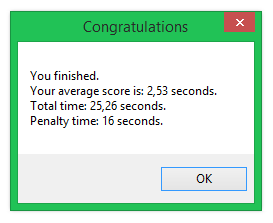 Congratulations
You finished.
Your average score is: 2,53 seconds.
Total time: 25,26 seconds.
Penalty time: 16 seconds.
OK